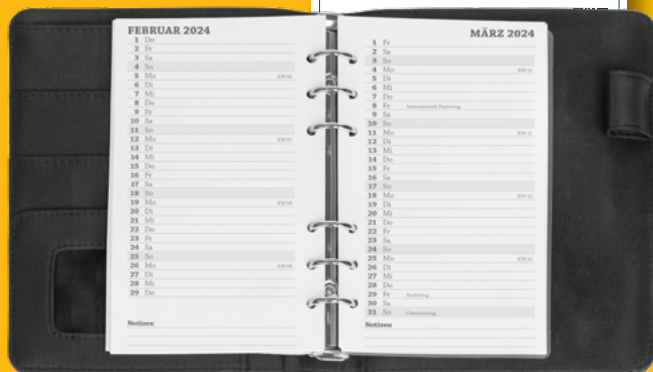 FEBRUAR 2024
1 Do
2 Fr
3 Sa
4 So
5 Mo KW 06
6 Di
7 Mi
8 Do
9 Fr
10 Sa
11 So
12 Mo KW 07
13 Di
14 Mi
15 Do
16 Fr
17 Sa
18 So
19 Mo KW 08
20 Di
21 Mi
22 Do
23 Fr
24 Sa
25 So
26 Mo KW 09
27 Di
28 Mi
29 Do
Notizen
MÄRZ 2024
1 Fr
2 Sa
3 So
4 Mo KW 10
5 Di
6 Mi
7 Do
8 Fr Internationaler Frauentag
9 Sa
10 So
11 Mo KW 11
12 Di
13 Mi
14 Do
15 Fr
16 Sa
17 So
18 Mo KW 12
19 Di
20 Mi
21 Do
22 Fr
23 Sa
24 So
25 Mo KW 13
26 Di
27 Mi
28 Do
29 Fr Karfreitag
30 Sa
31 So Ostersonntag
Notizen